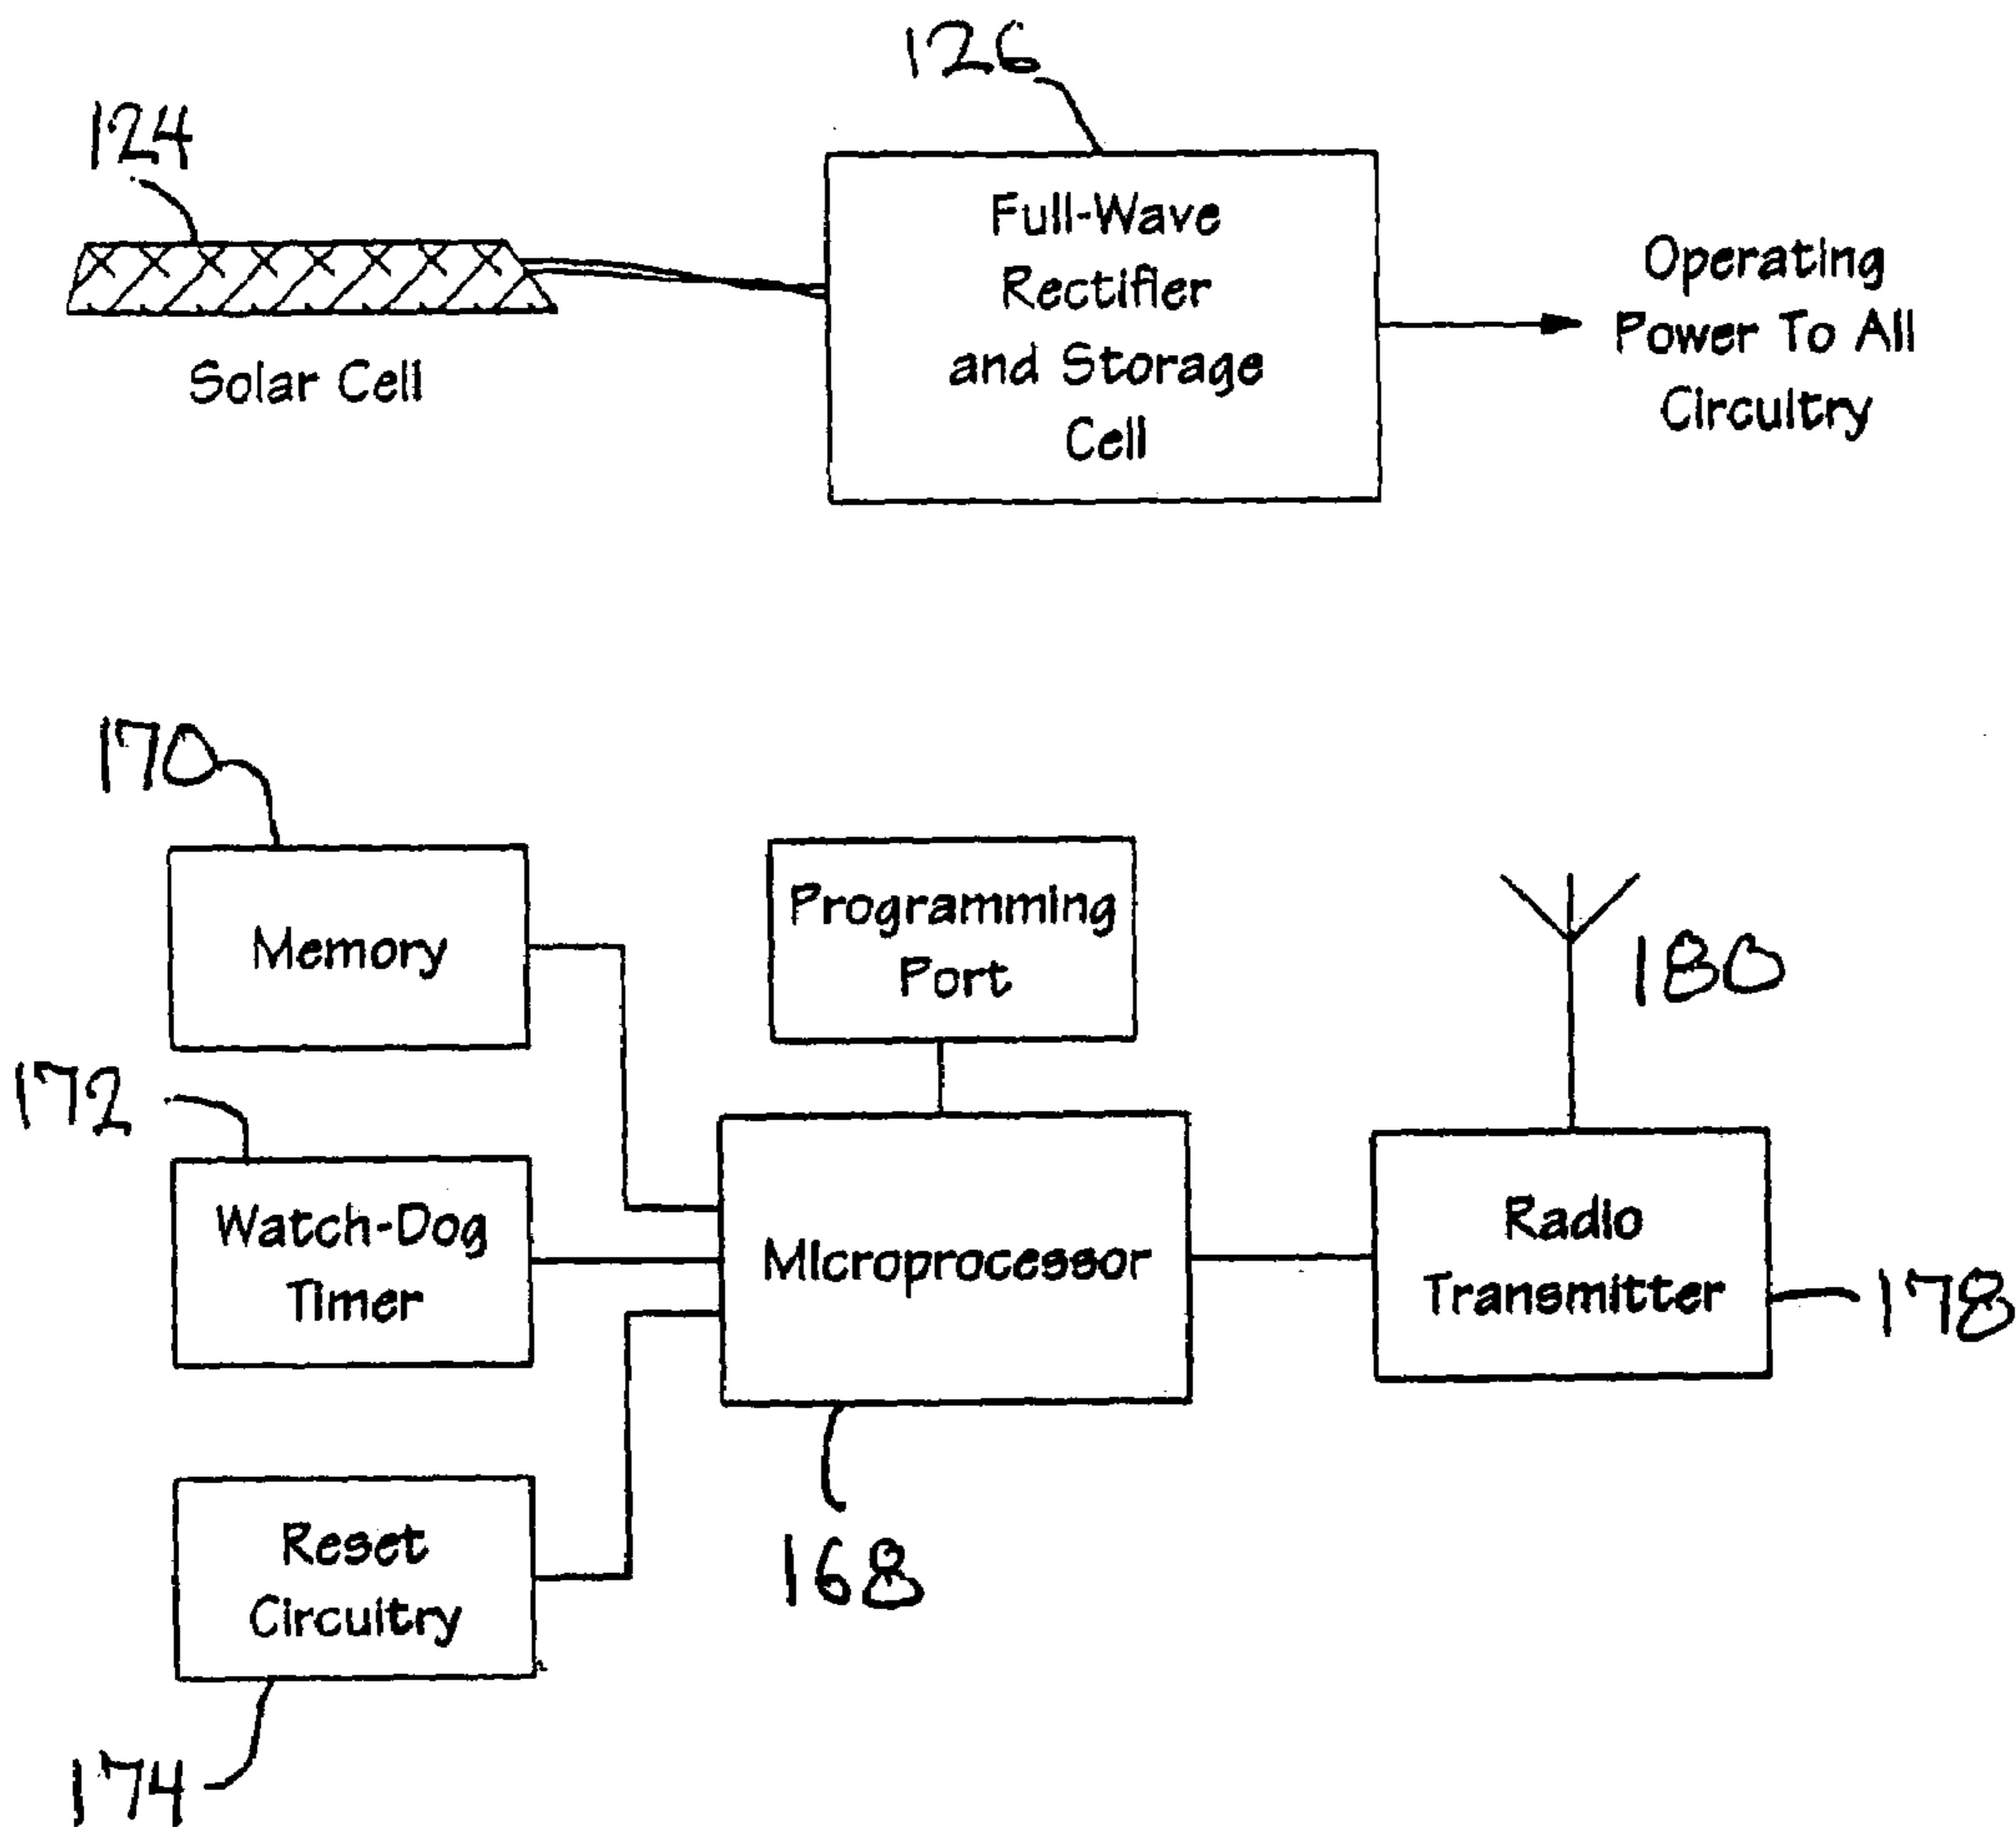 126
124
Full-Wave
Rectifier
and Storage
Cell
Operating
Power To All
Circuitry
Solar Cell
170
Memory
Programming
Port
180
172
Watch-Dog
Timer
Microprocessor
Radio
Transmitter
178
168
Reset
Circuitry
174